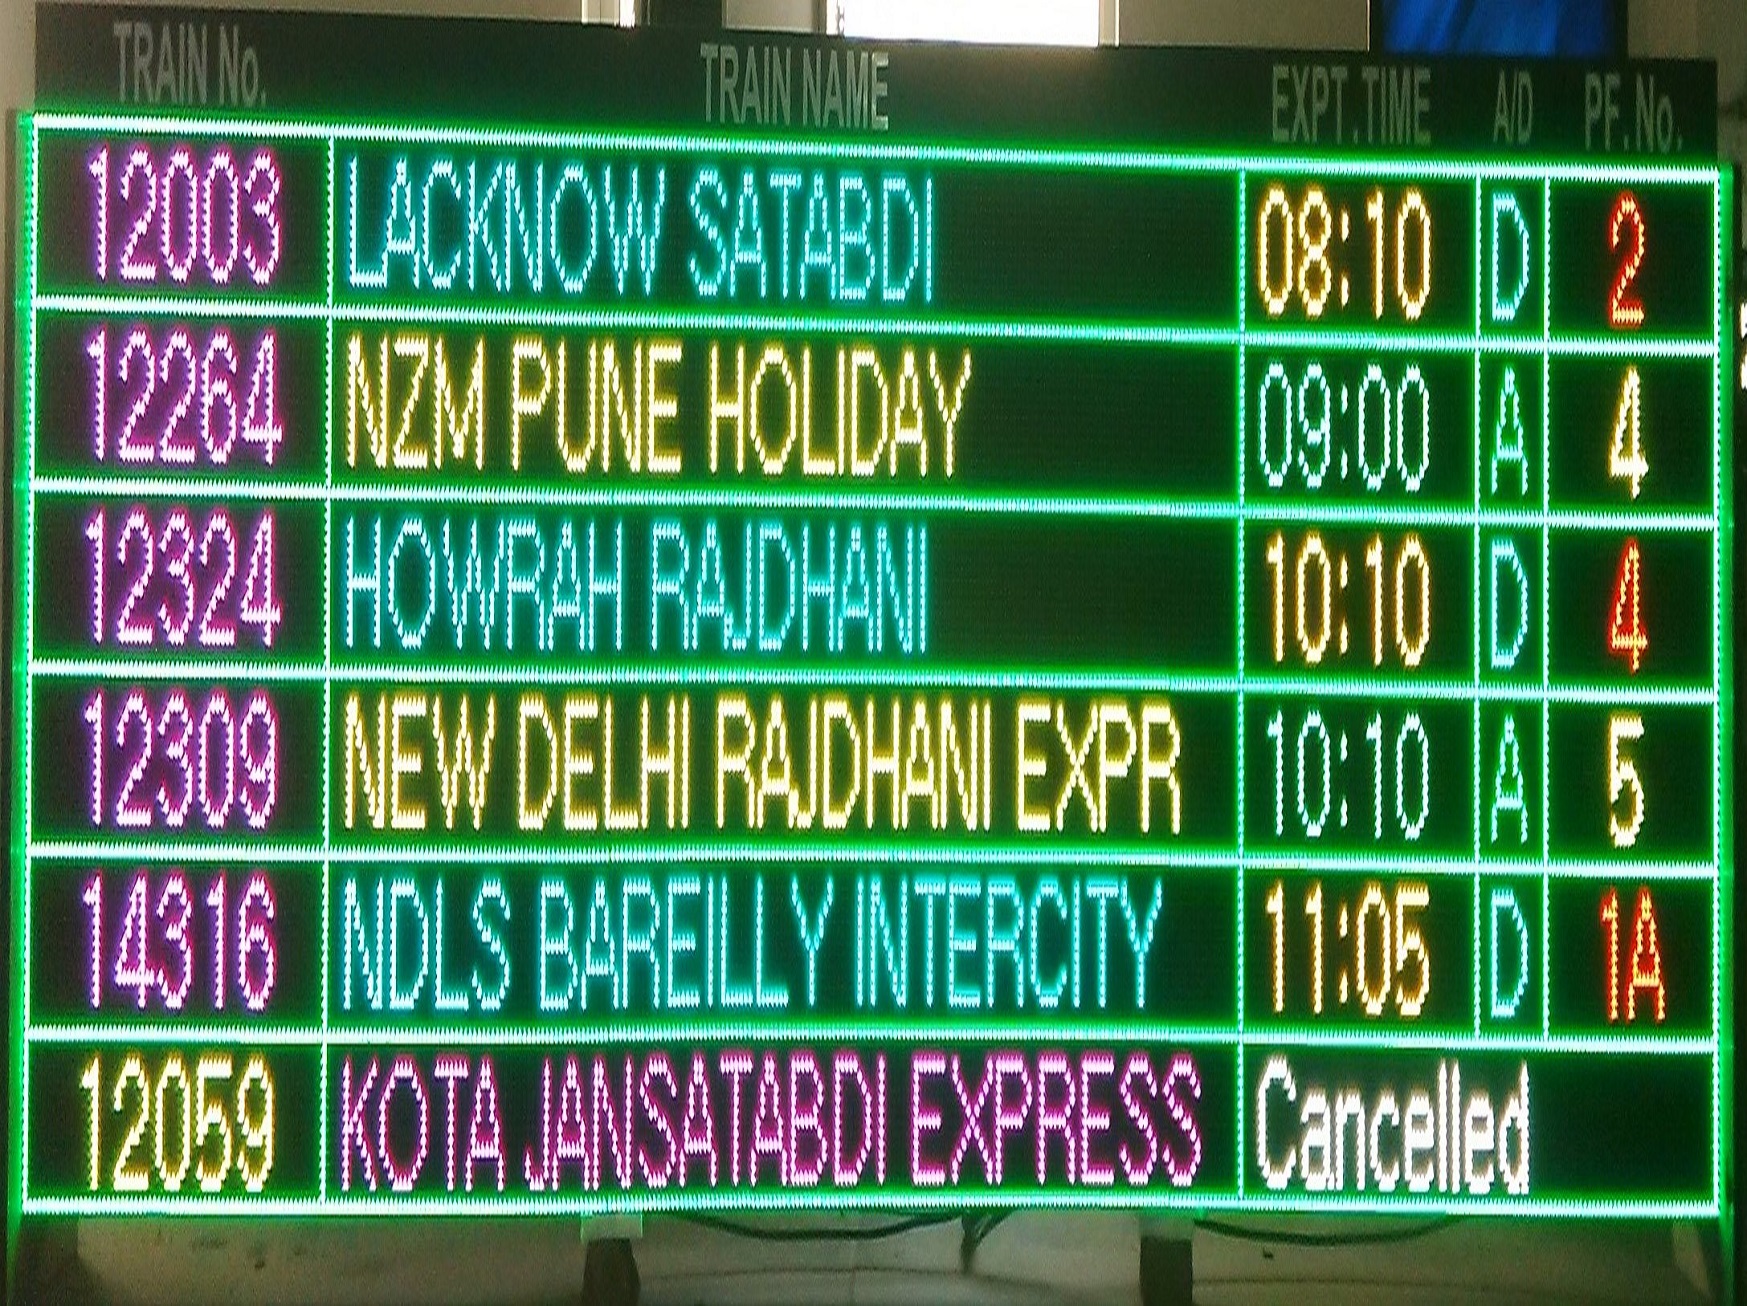 TRAIN No. TRAIN NAME EXPT.TIME A/D PF.No.
12003 LACKNOW SATABDI 08:10 D 2
12264 NZM PUNE HOLIDAY 09:00 A 4
12324 HOWRAH RAJDHANI 10:10 D 4
12309 NEW DELHI RAJDHANI EXPR 10:10 A 5
14316 NDLS BAREILLY INTERCITY 11:05 D 1A
12059 KOTA JANSATABDI EXPRESS Cancelled